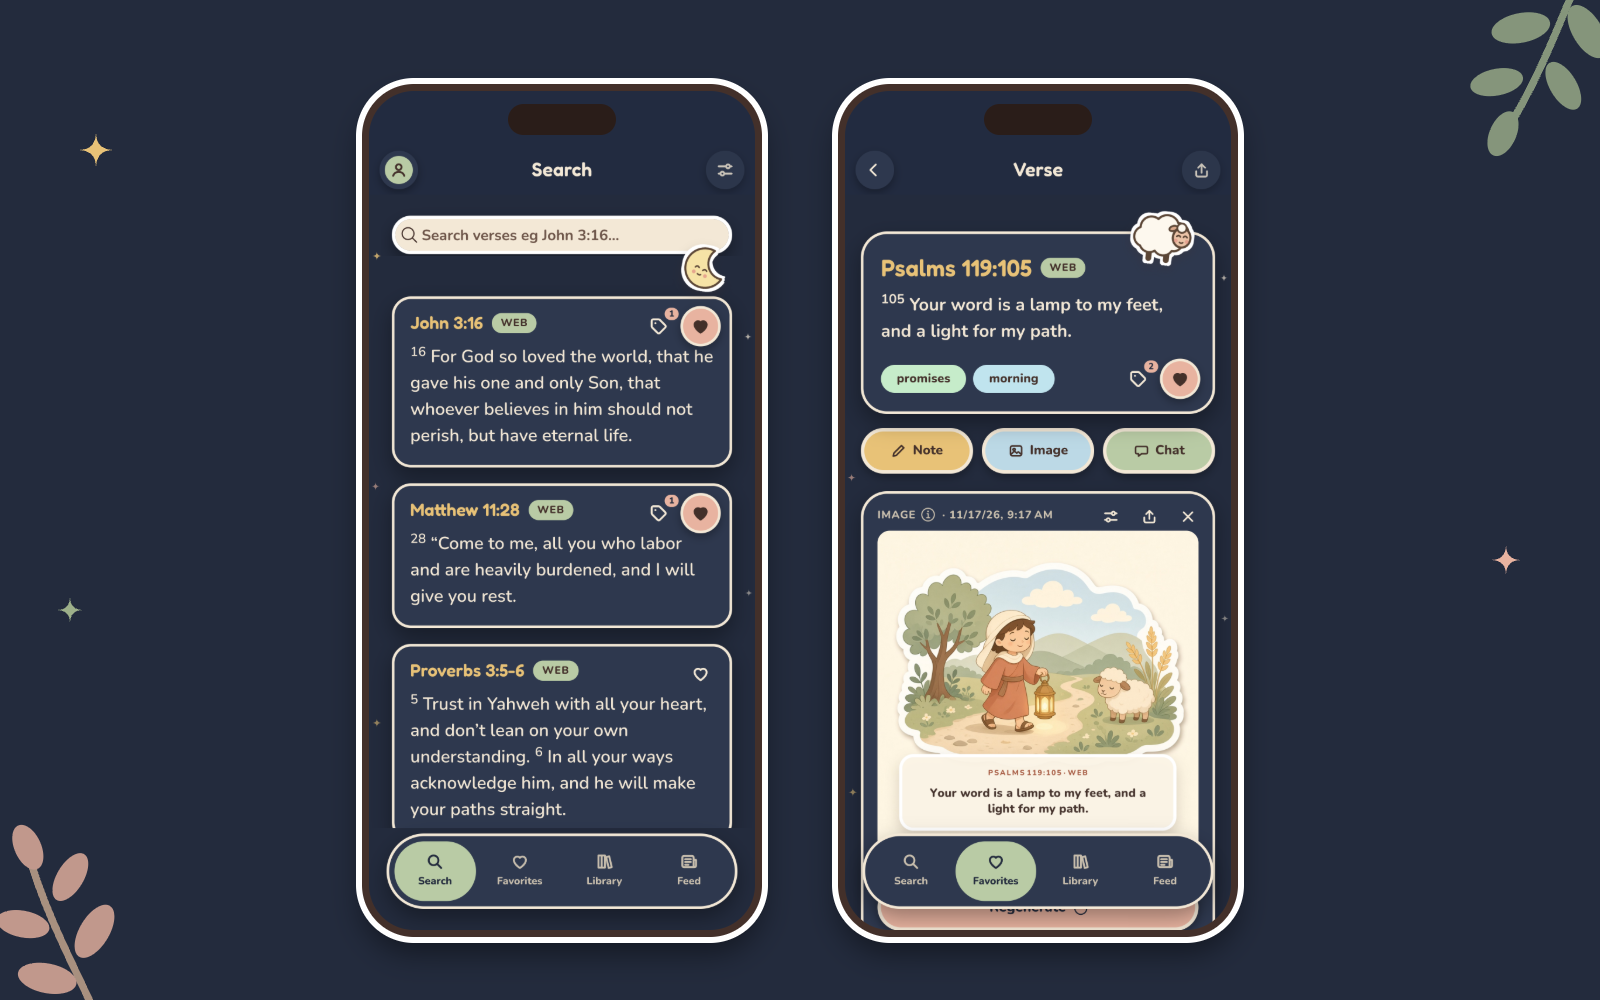 Search
Search verses eg John 3:16...
John 3:16 WEB 1
16 For God so loved the world, that he
gave his one and only Son, that
whoever believes in him should not
perish, but have eternal life.
Matthew 11:28 WEB 1
28 “Come to me, all you who labor
and are heavily burdened, and I will
give you rest.
Proverbs 3:5-6 WEB
5 Trust in Yahweh with all your heart,
and don’t lean on your own
understanding. 6 In all your ways
acknowledge him, and he will make
your paths straight.
Search Favorites Library Feed
Verse
Psalms 119:105 WEB
105 Your word is a lamp to my feet,
and a light for my path.
promises morning 2
Note Image Chat
IMAGE i · 11/17/26, 9:17 AM
PSALMS 119:105 · WEB
Your word is a lamp to my feet, and a
light for my path.
Search Favorites Library Feed
Regenerate